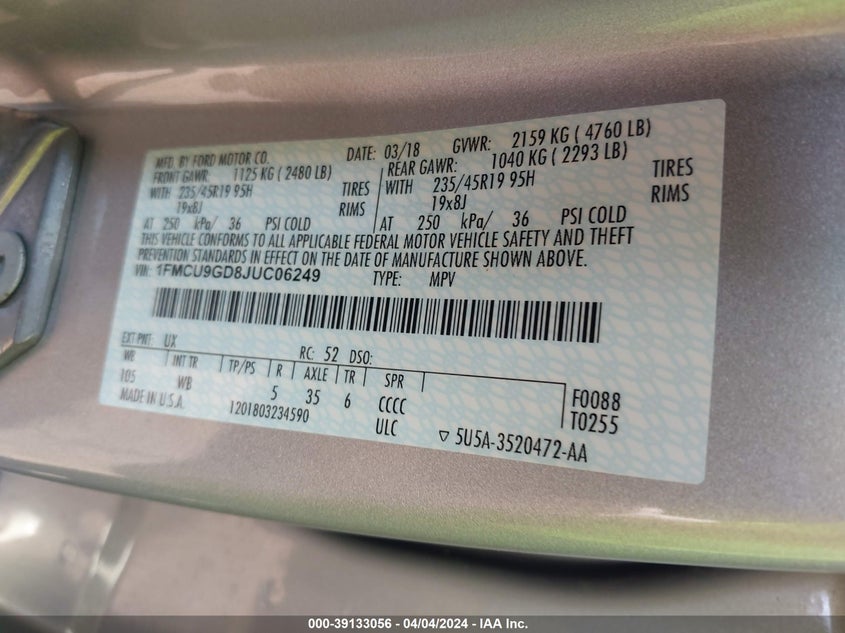 MFD. BY FORD MOTOR CO. DATE: 03/18 GVWR: 2159 KG ( 4760 LB)
FRONT GAWR: 1125 KG ( 2480 LB) REAR GAWR: 1040 KG ( 2293 LB)
WITH 235/45R19 95H TIRES WITH 235/45R19 95H TIRES
19x8J RIMS 19x8J RIMS
AT 250 kPa/ 36 PSI COLD AT 250 kPa/ 36 PSI COLD
THIS VEHICLE CONFORMS TO ALL APPLICABLE FEDERAL MOTOR VEHICLE SAFETY AND THEFT
PREVENTION STANDARDS IN EFFECT ON THE DATE OF MANUFACTURE SHOWN ABOVE.
VIN: 1FMCU9GD8JUC06249 TYPE: MPV
EXT PNT: UX RC: 52 DSO:
WB INT TR TP/PS R AXLE TR SPR
105 WB 5 35 6 CCCC F0088
MADE IN U.S.A. 1201803234590 ULC T0255
5U5A-3520472-AA
000-39133056 - 04/04/2024 - IAA Inc.